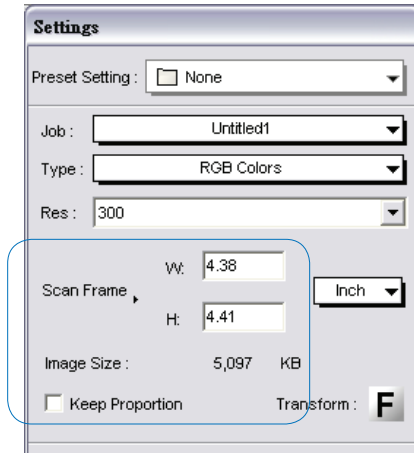 Settings
Preset Setting : None
Job : Untitled1
Type : RGB Colors
Res : 300
W: 4.38
Scan Frame Inch
H: 4.41
Image Size : 5,097 KB
Keep Proportion Transform : F